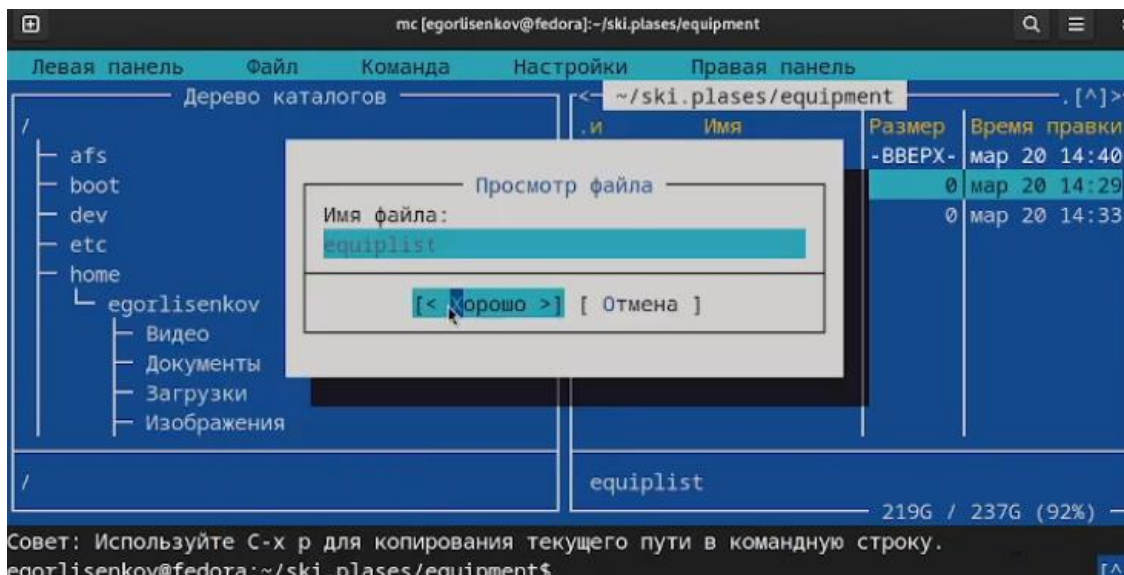 mc [egorlisenkov@fedora]:~/ski.plases/equipment
Левая панель Файл Команда Настройки Правая панель
Дерево каталогов
/
afs
boot
dev
etc
home
egorlisenkov
Видео
Документы
Загрузки
Изображения
/
<- ~/ski.plases/equipment .[^]>
.и Имя Размер Время правки
-ВВЕРХ- мар 20 14:40
0 мар 20 14:29
0 мар 20 14:33
equiplist
219G / 237G (92%)
Просмотр файла
Имя файла:
equiplist
[< Хорошо >] [ Отмена ]
Совет: Используйте C-x p для копирования текущего пути в командную строку.
egorlisenkov@fedora:~/ski.plases/equipment$ [^